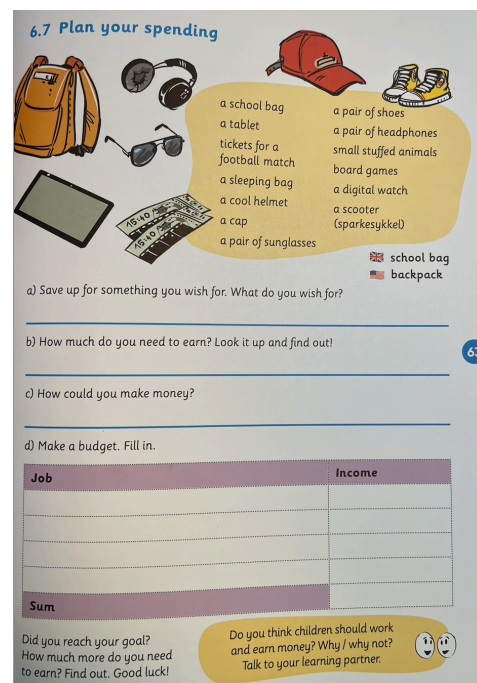 6.7 Plan your spending
a school bag
a tablet
tickets for a
football match
a sleeping bag
a cool helmet
a cap
a pair of sunglasses
a pair of shoes
a pair of headphones
small stuffed animals
board games
a digital watch
a scooter
(sparkesykkel)
15:40
15:40
school bag
backpack
a) Save up for something you wish for. What do you wish for?
b) How much do you need to earn? Look it up and find out!
c) How could you make money?
d) Make a budget. Fill in.
Job Income
Sum
Did you reach your goal?
How much more do you need
to earn? Find out. Good luck!
Do you think children should work
and earn money? Why / why not?
Talk to your learning partner.